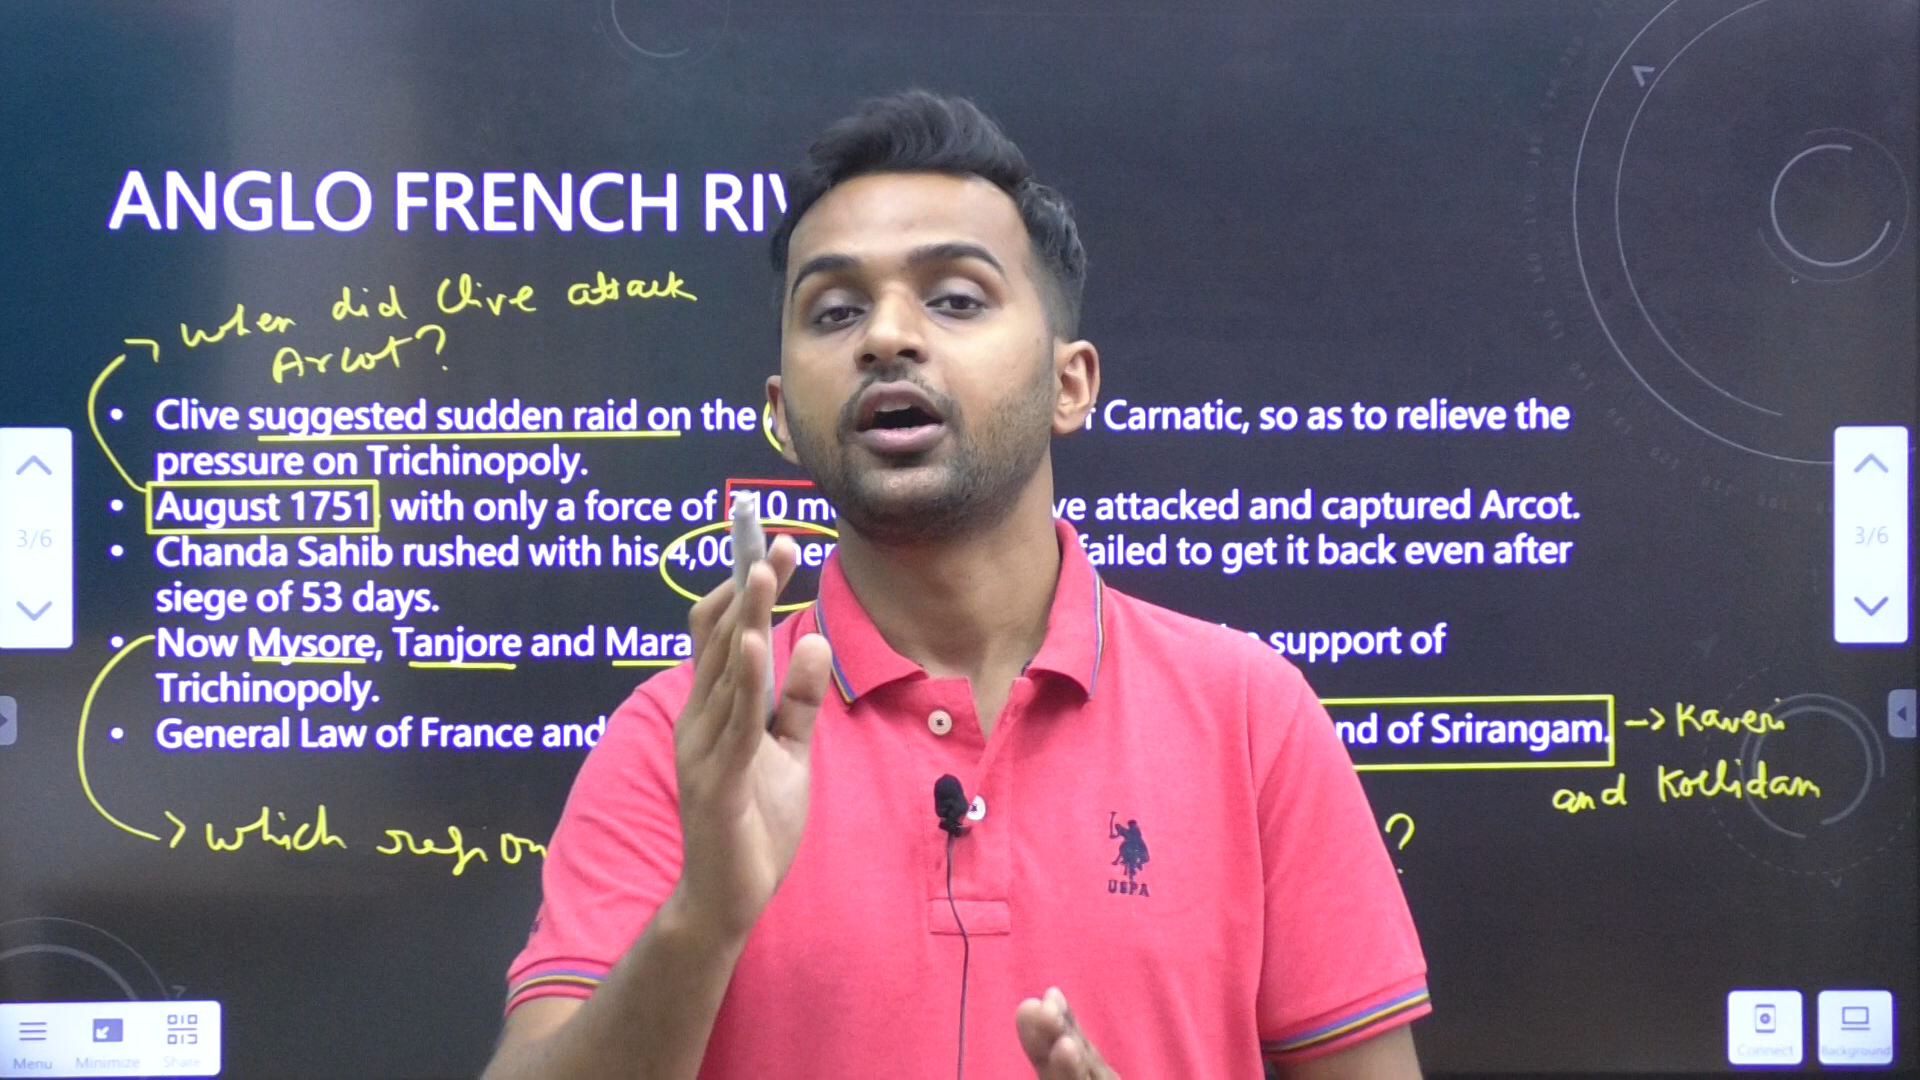 ANGLO FRENCH RIV
When did Clive attack
Arcot?
• Clive suggested sudden raid on the Carnatic, so as to relieve the
pressure on Trichinopoly.
• August 1751 with only a force of 210 attacked and captured Arcot.
• Chanda Sahib rushed with his failed to get it back even after
siege of 53 days.
• Now Mysore, Tanjore and Mara support of
Trichinopoly.
• General Law of France and of Srirangam. -> Kaveri
and Kollidam
which region ?
3/6
3/6
USPA
Menu
Minimize
Share
Connect
Background